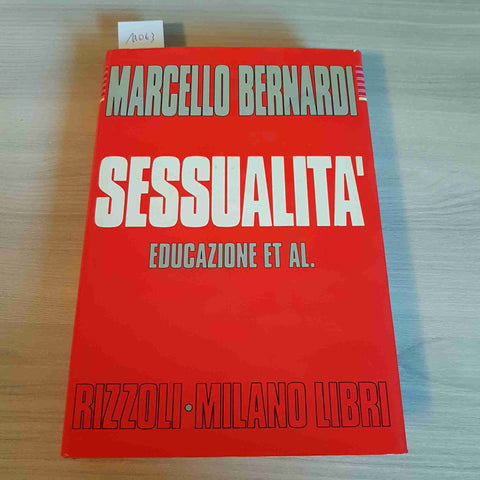 MARCELLO BERNARDI
SESSUALITA'
EDUCAZIONE ET AL.
RIZZOLI • MILANO LIBRI